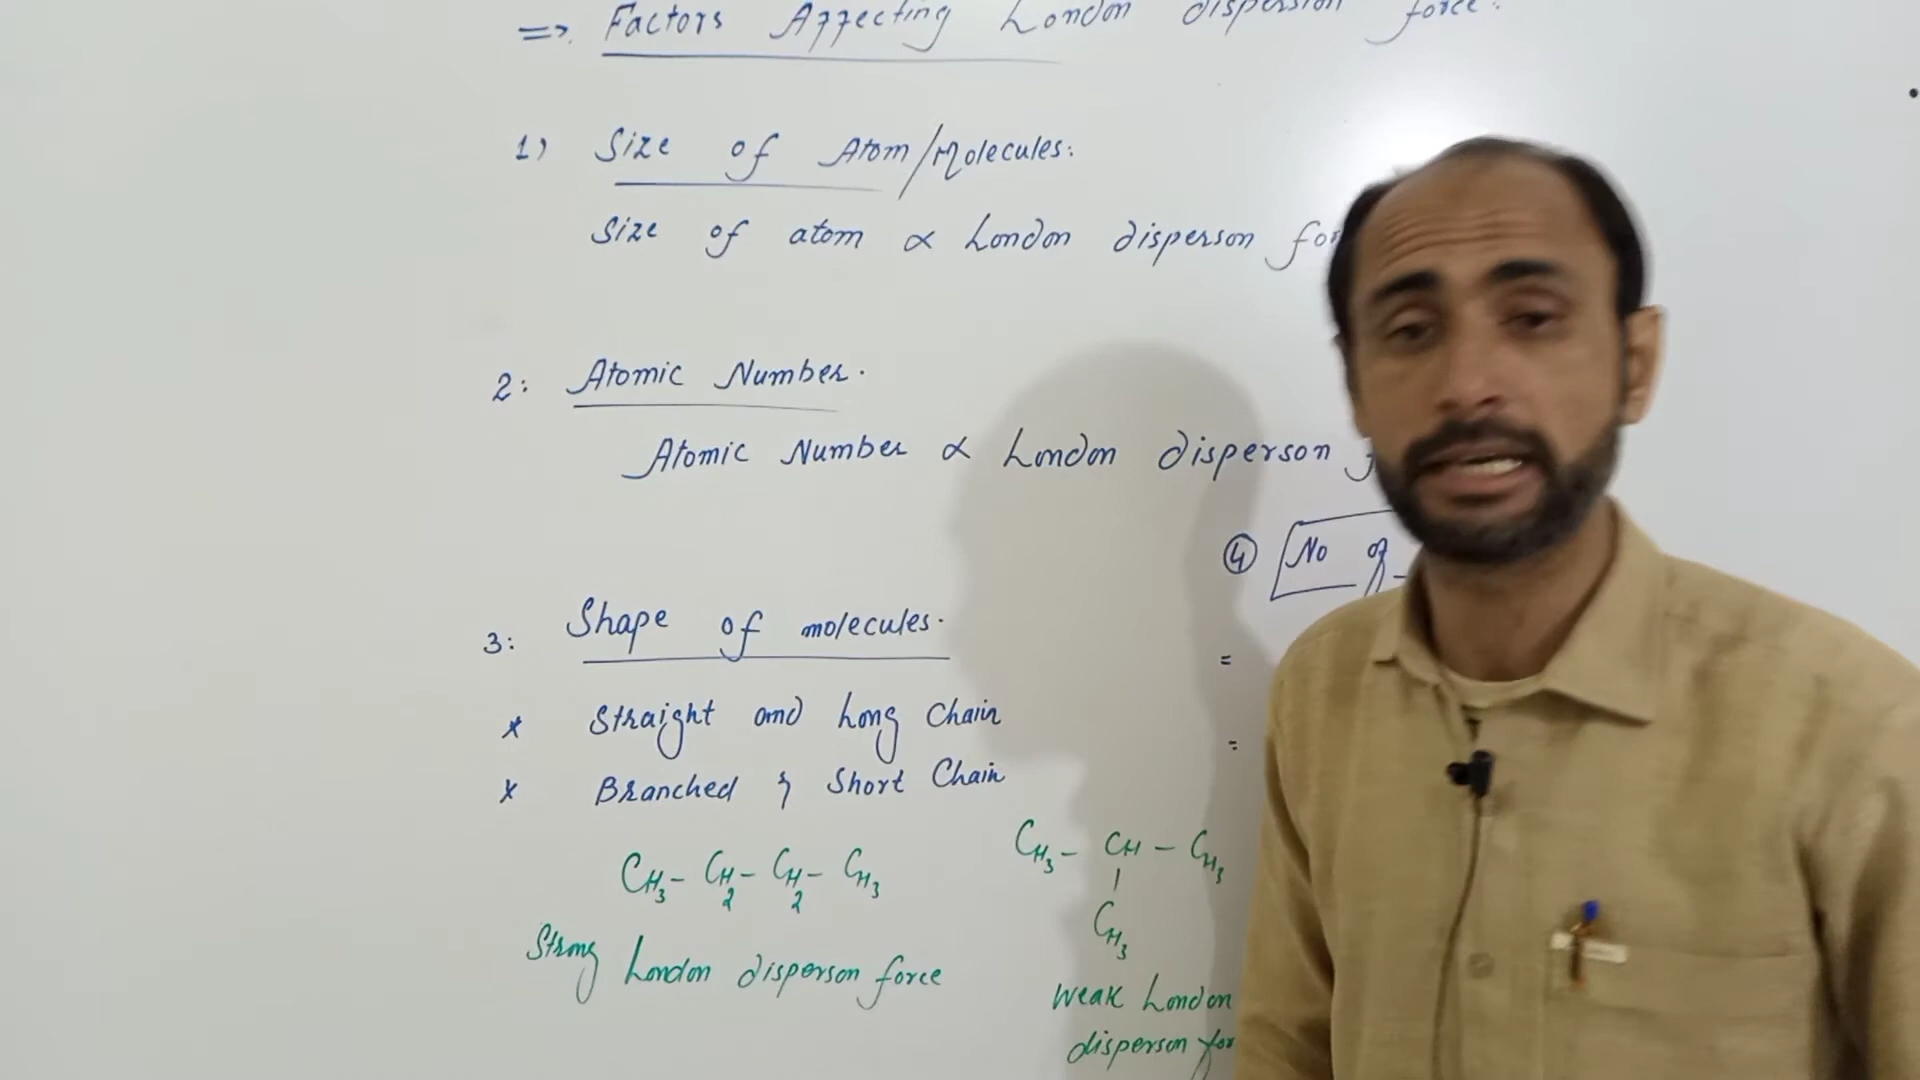 => Factors Affecting London dispersion force.
1) Size of Atom/Molecules:
Size of atom ∝ London disperson
2: Atomic Number.
Atomic Number ∝ London disperson
④ No of
3: Shape of molecules.
=
* Straight and Long Chain
=
* Branched & Short Chain
CH3- CH2- CH2- CH3
CH3- CH - CH3
|
CH3
Strong London disperson force
Weak London
disperson